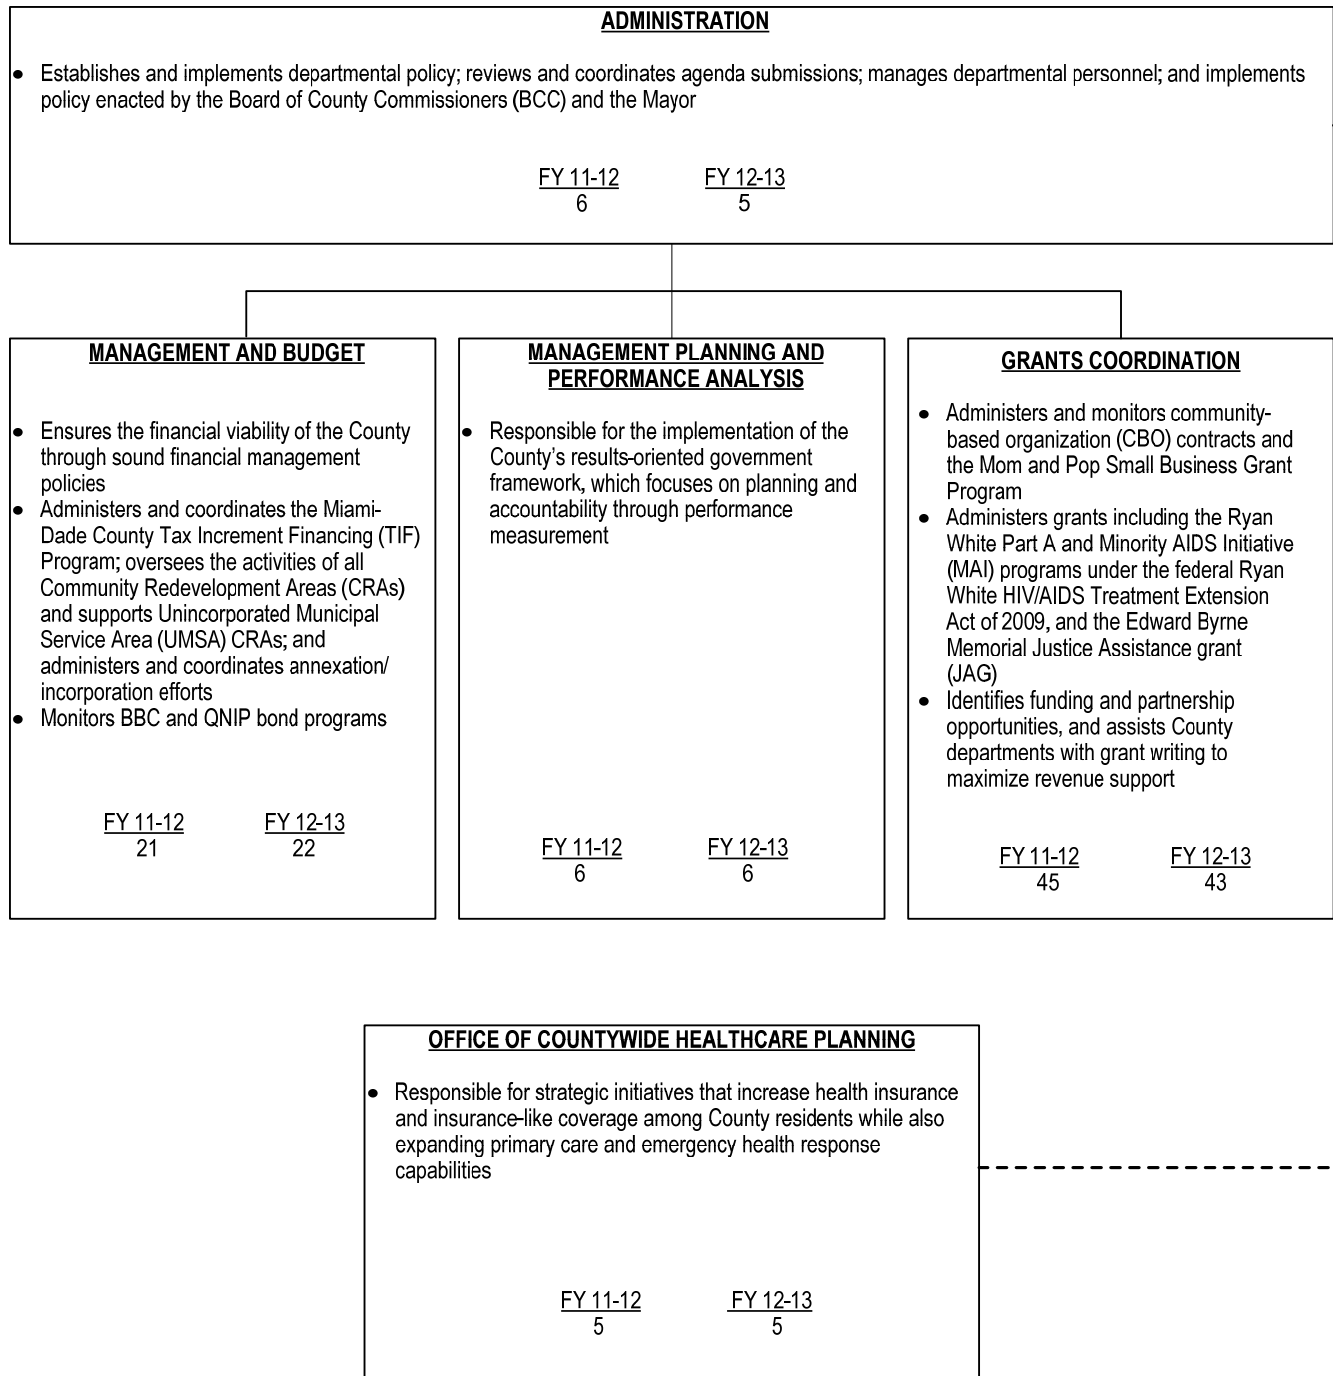 ADMINISTRATION
• Establishes and implements departmental policy; reviews and coordinates agenda submissions; manages departmental personnel; and implements
policy enacted by the Board of County Commissioners (BCC) and the Mayor
FY 11-12 FY 12-13
6 5
MANAGEMENT AND BUDGET
• Ensures the financial viability of the County
through sound financial management
policies
• Administers and coordinates the Miami-
Dade County Tax Increment Financing (TIF)
Program; oversees the activities of all
Community Redevelopment Areas (CRAs)
and supports Unincorporated Municipal
Service Area (UMSA) CRAs; and
administers and coordinates annexation/
incorporation efforts
• Monitors BBC and QNIP bond programs
FY 11-12 FY 12-13
21 22
MANAGEMENT PLANNING AND
PERFORMANCE ANALYSIS
• Responsible for the implementation of the
County's results-oriented government
framework, which focuses on planning and
accountability through performance
measurement
FY 11-12 FY 12-13
6 6
GRANTS COORDINATION
• Administers and monitors community-
based organization (CBO) contracts and
the Mom and Pop Small Business Grant
Program
• Administers grants including the Ryan
White Part A and Minority AIDS Initiative
(MAI) programs under the federal Ryan
White HIV/AIDS Treatment Extension
Act of 2009, and the Edward Byrne
Memorial Justice Assistance grant
(JAG)
• Identifies funding and partnership
opportunities, and assists County
departments with grant writing to
maximize revenue support
FY 11-12 FY 12-13
45 43
OFFICE OF COUNTYWIDE HEALTHCARE PLANNING
• Responsible for strategic initiatives that increase health insurance
and insurance-like coverage among County residents while also
expanding primary care and emergency health response
capabilities
FY 11-12 FY 12-13
5 5